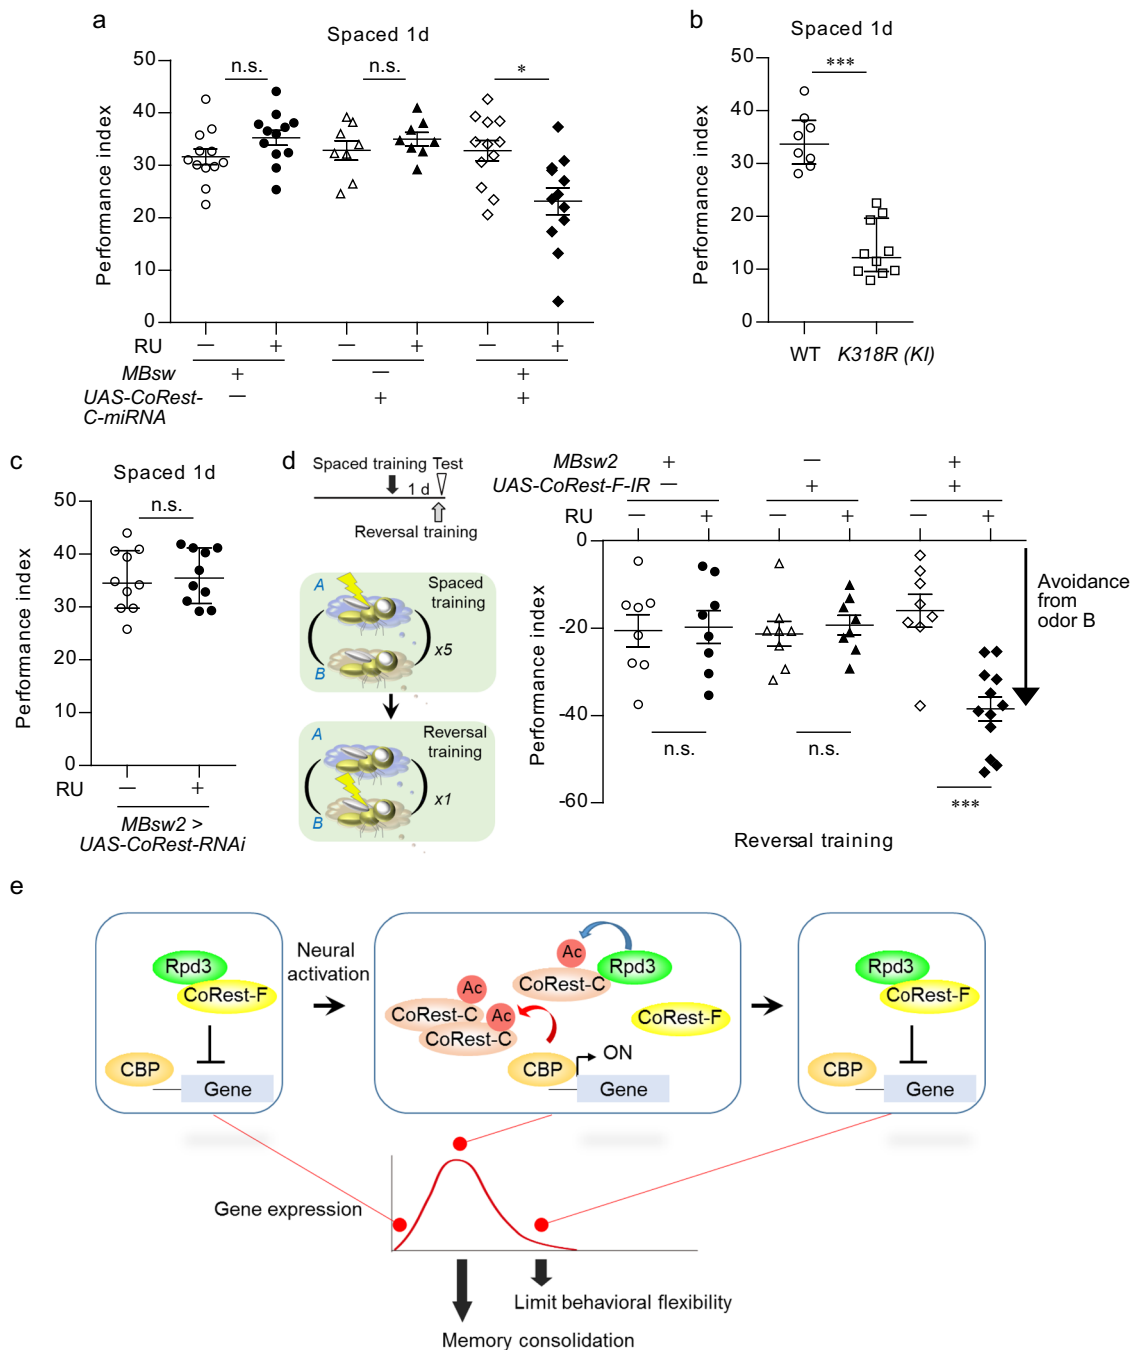 a
Spaced 1d
Performance index
50
40
30
20
10
0
n.s.
n.s.
*
RU
— + — + — +
MBsw
+ — +
UAS-CoRest-
C-miRNA
— + +
b
Spaced 1d
Performance index
50
40
30
20
10
0
***
WT
K318R (KI)
c
Spaced 1d
Performance index
50
40
30
20
10
0
n.s.
RU
— +
MBsw2 >
UAS-CoRest-RNAi
d
Spaced training Test
1 d
Reversal training
A
Spaced
training
x5
B
A
Reversal
training
x1
B
MBsw2
+ — +
UAS-CoRest-F-IR
— + +
RU
— + — + — +
Performance index
0
-20
-40
-60
n.s.
n.s.
***
Avoidance
from
odor B
Reversal training
e
Rpd3
CoRest-F
CBP
Gene
Neural
activation
Ac
Rpd3
CoRest-C
Ac
CoRest-C
Ac
CoRest-C
CoRest-F
CBP
ON
Gene
Rpd3
CoRest-F
CBP
Gene
Gene expression
Limit behavioral flexibility
Memory consolidation